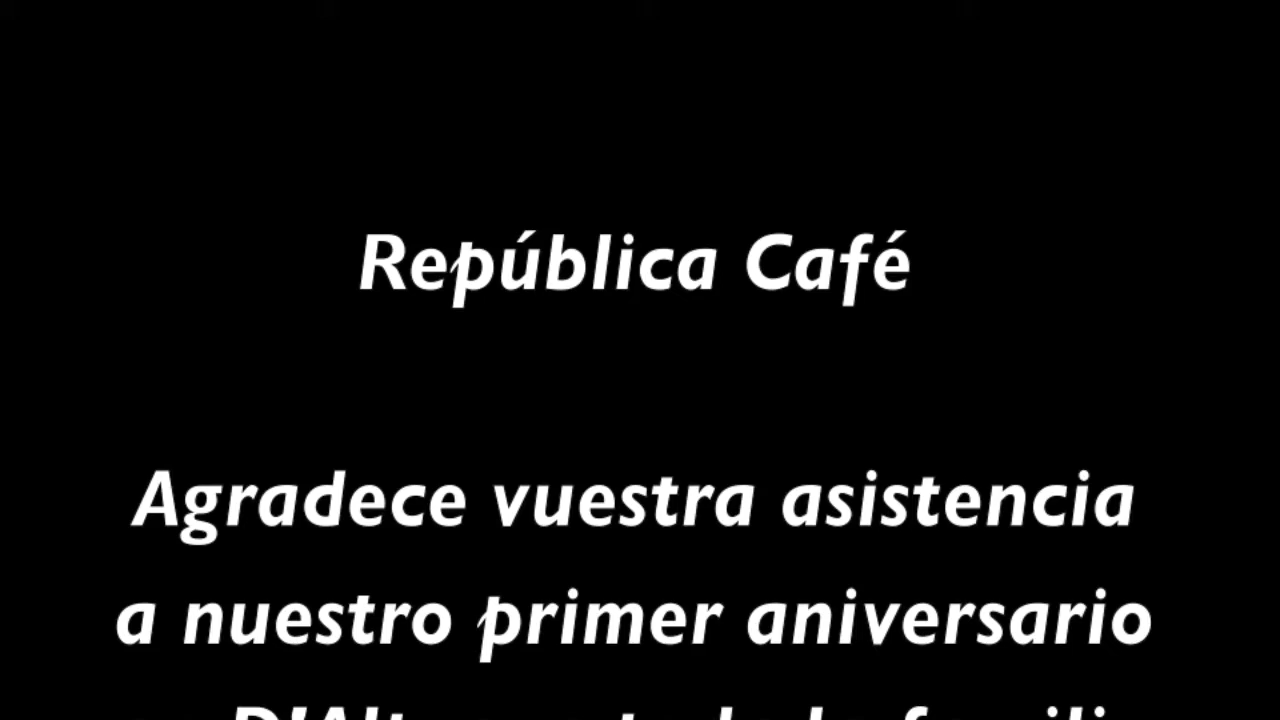 República Café
Agradece vuestra asistencia
a nuestro primer aniversario